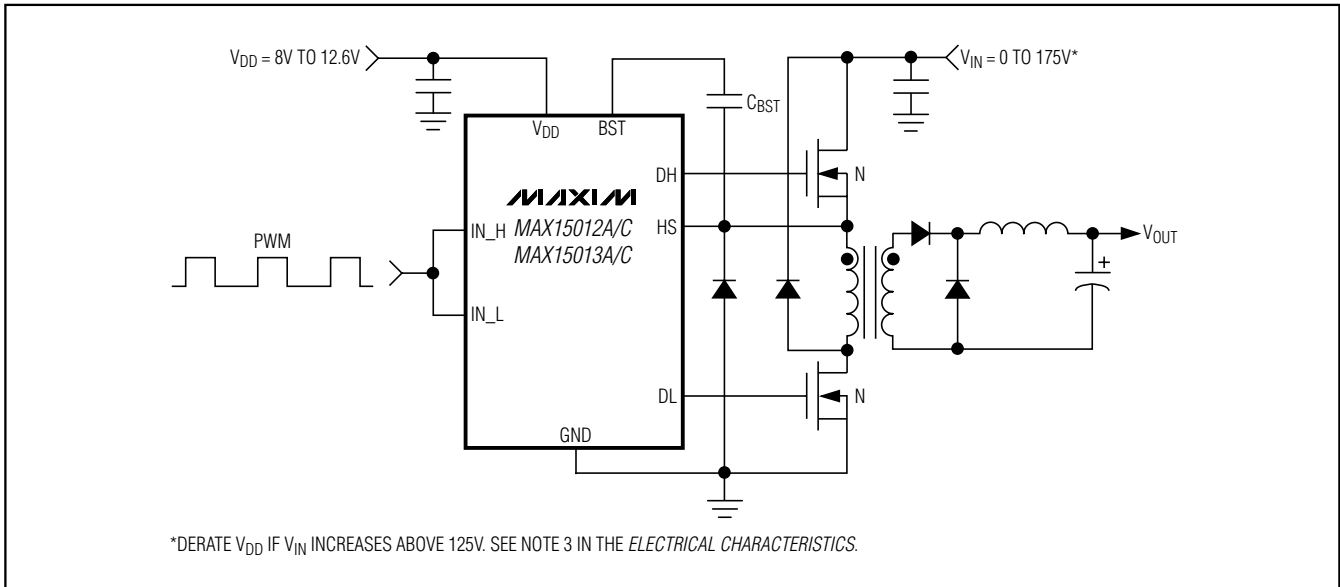 V_DD = 8V TO 12.6V
V_IN = 0 TO 175V*
C_BST
V_DD
BST
DH
N
MAXIM
HS
IN_H
MAX15012A/C
PWM
MAX15013A/C
V_OUT
+
IN_L
DL
N
GND
*DERATE V_DD IF V_IN INCREASES ABOVE 125V. SEE NOTE 3 IN THE ELECTRICAL CHARACTERISTICS.